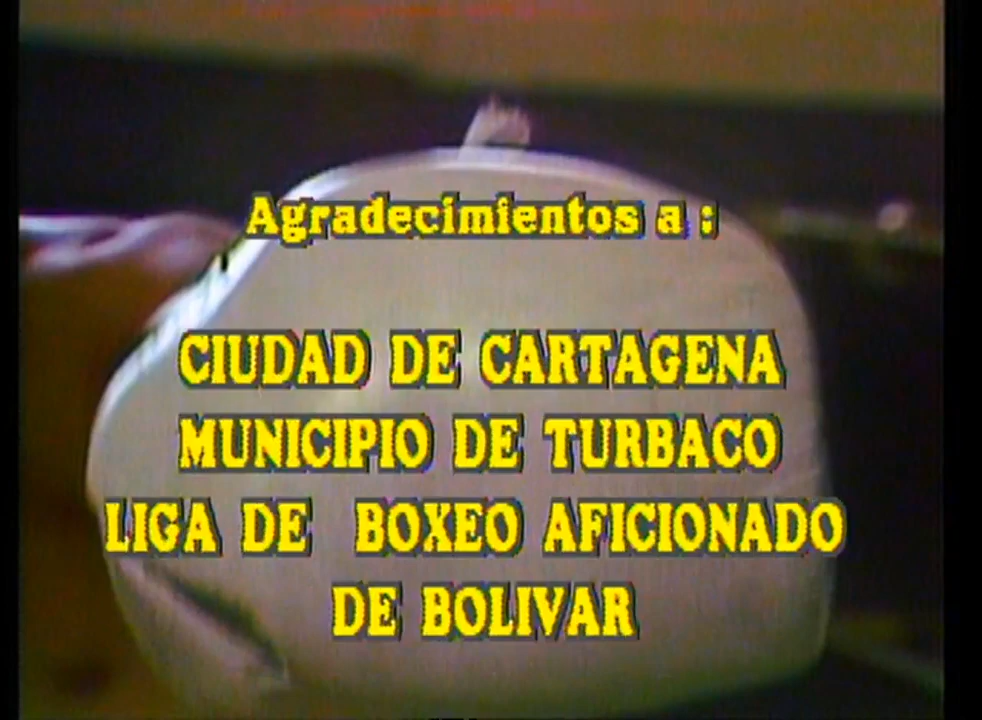 Agradecimientos a :
CIUDAD DE CARTAGENA
MUNICIPIO DE TURBACO
LIGA DE BOXEO AFICIONADO
DE BOLIVAR